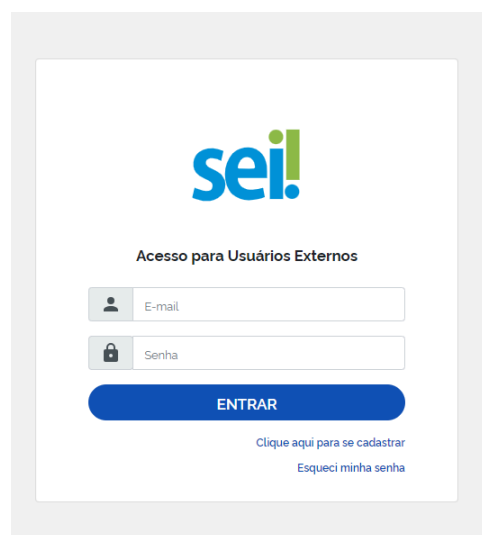 sei!
Acesso para Usuários Externos
E-mail
Senha
ENTRAR
Clique aqui para se cadastrar
Esqueci minha senha